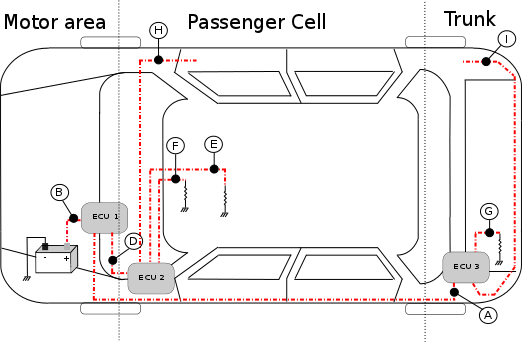 Motor area Passenger Cell Trunk
H
I
F
E
B
ECU 1
G
D
ECU 2
ECU 3
- +
A